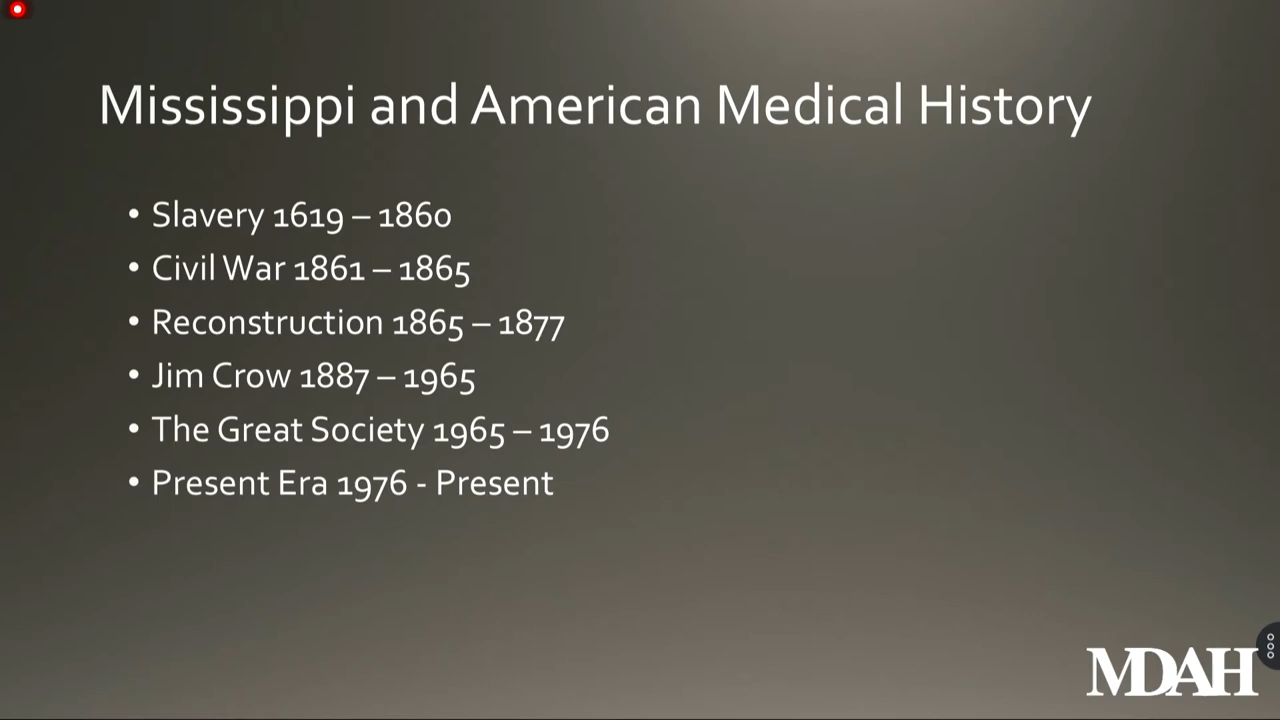 Mississippi and American Medical History
• Slavery 1619 – 1860
• Civil War 1861 – 1865
• Reconstruction 1865 – 1877
• Jim Crow 1887 – 1965
• The Great Society 1965 – 1976
• Present Era 1976 - Present
MDAH